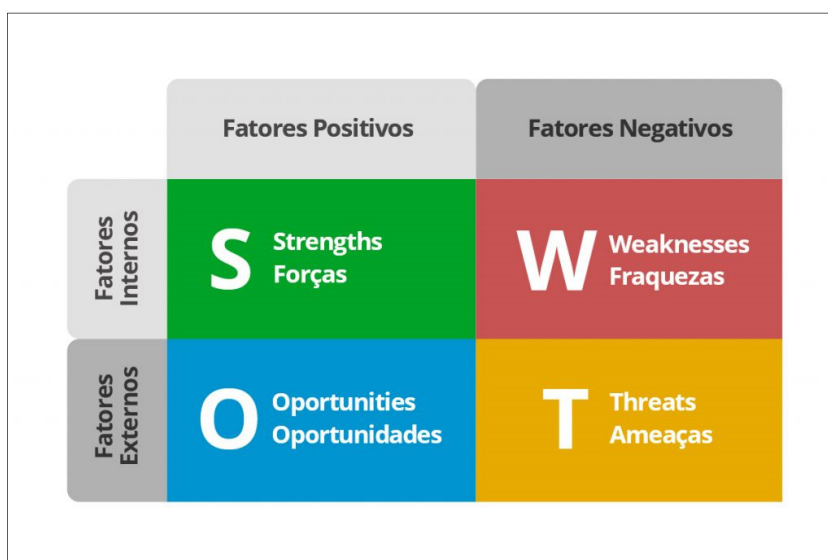 Fatores Positivos
Fatores Negativos
Fatores
Internos
S
Strengths
Forças
W
Weaknesses
Fraquezas
Fatores
Externos
O
Oportunities
Oportunidades
T
Threats
Ameaças